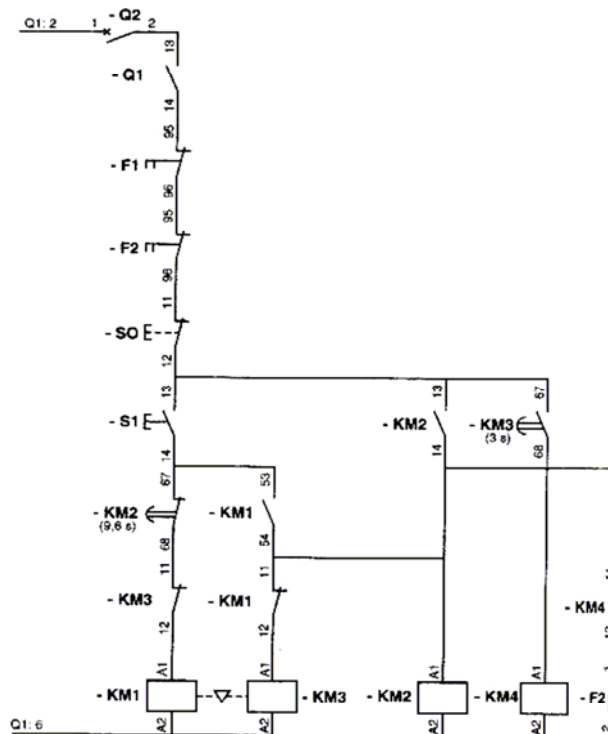 - Q2
Q1: 2
1
2
13
- Q1
14
95
- F1
96
95
- F2
96
11
- SO
12
13
13
67
- S1
- KM2
- KM3
(3 s)
14
14
68
67
53
- KM2
(9,6 s)
- KM1
68
54
11
11
- KM3
- KM1
- KM4
12
12
A1
A1
A1
A1
- KM1
- KM3
- KM2
- KM4
- F2
A2
A2
A2
A2
Q1: 6